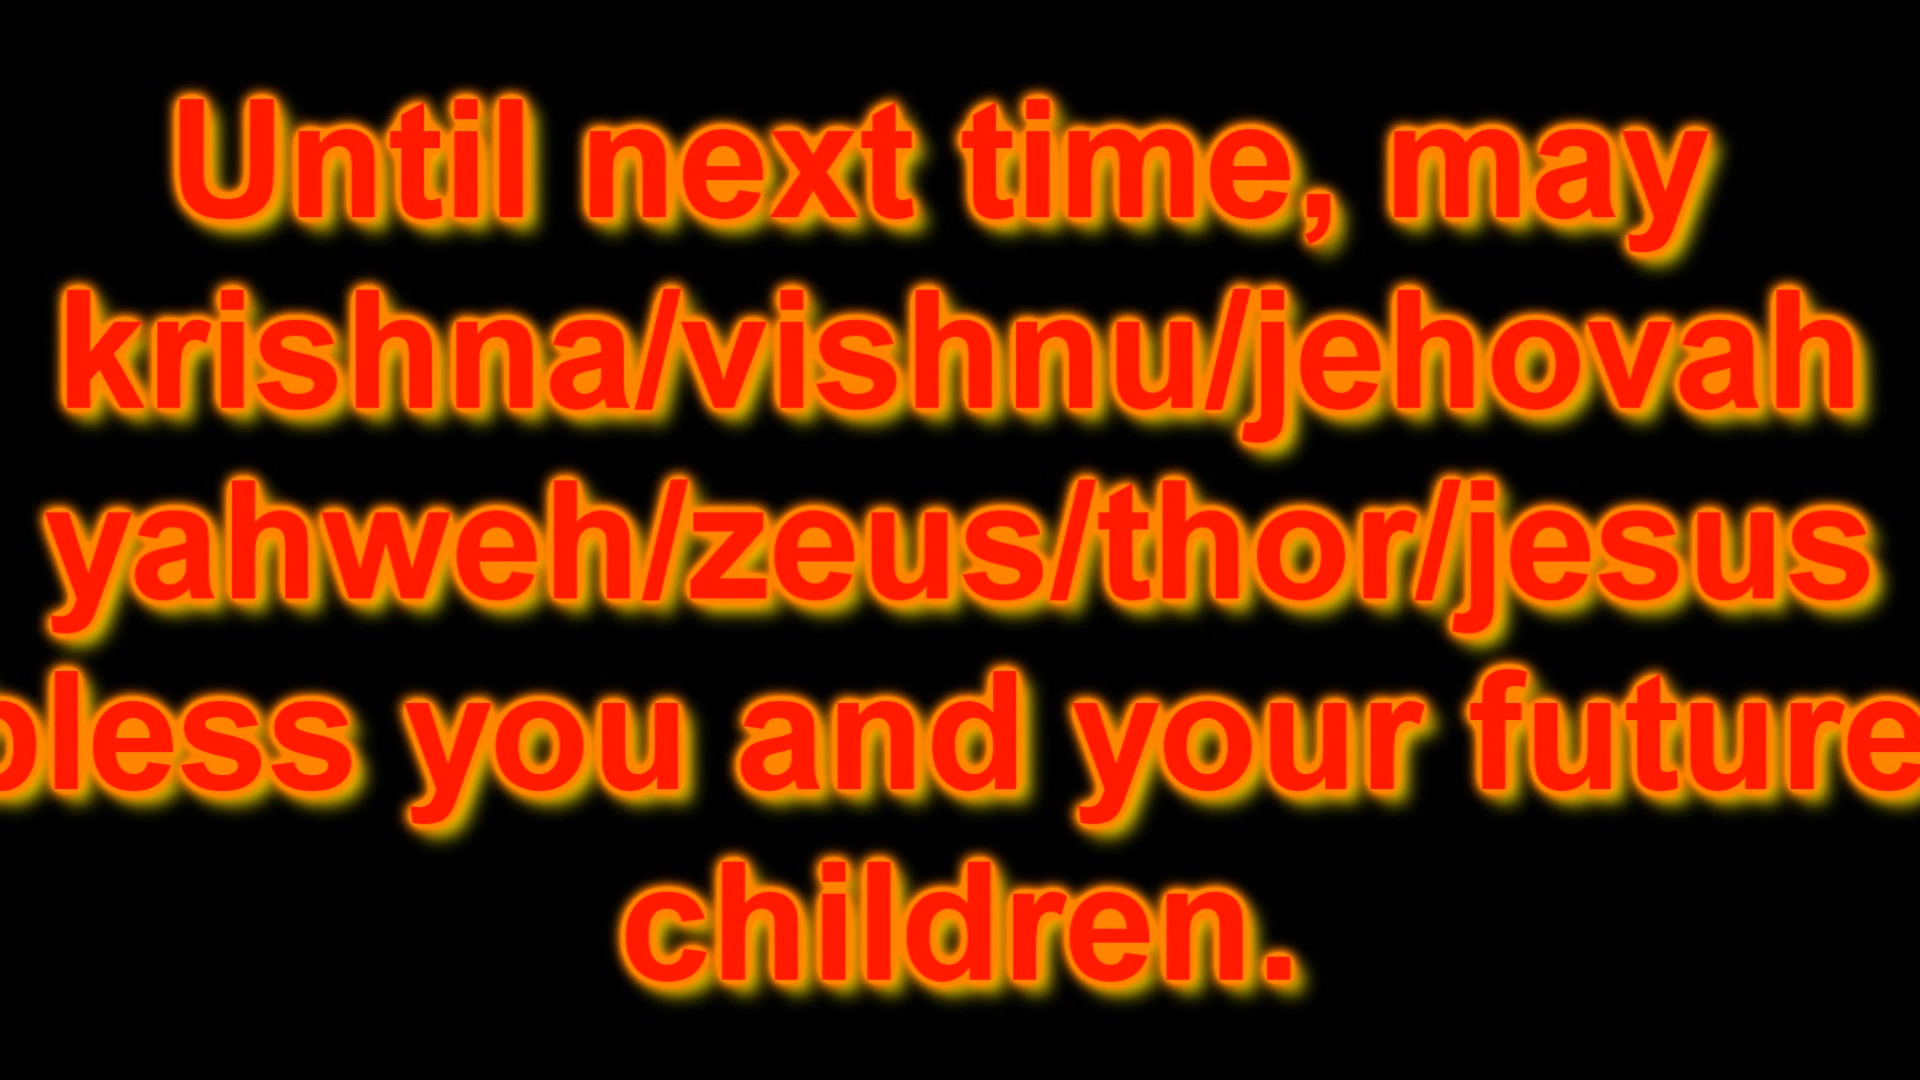 Until next time, may
krishna/vishnu/jehovah
yahweh/zeus/thor/jesus
bless you and your future
children.